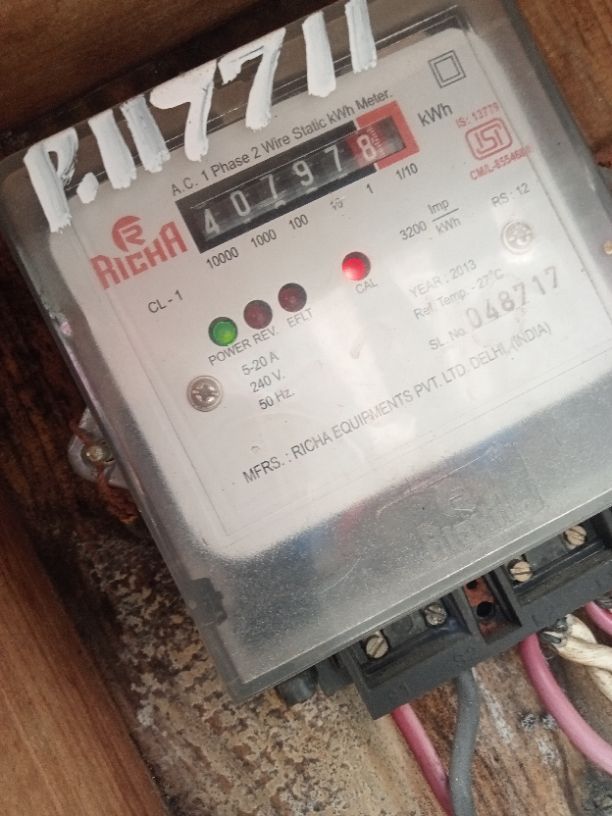 P.11771 1
A.C. 1 Phase 2 Wire Static kWh Meter.
407978
kWh
10000 1000 100 10 1 1/10
RICHA
IS: 13779
CM/L-
CL - 1
3200 Imp/kWh
RS: 12
CAL
YEAR : 2013
Ref. Temp. - 27°C
SL. No. 048717
POWER REV. EFLT
5-20 A
240 V.
50 Hz.
MFRS. : RICHA EQUIPMENTS PVT. LTD. DELHI, (INDIA)